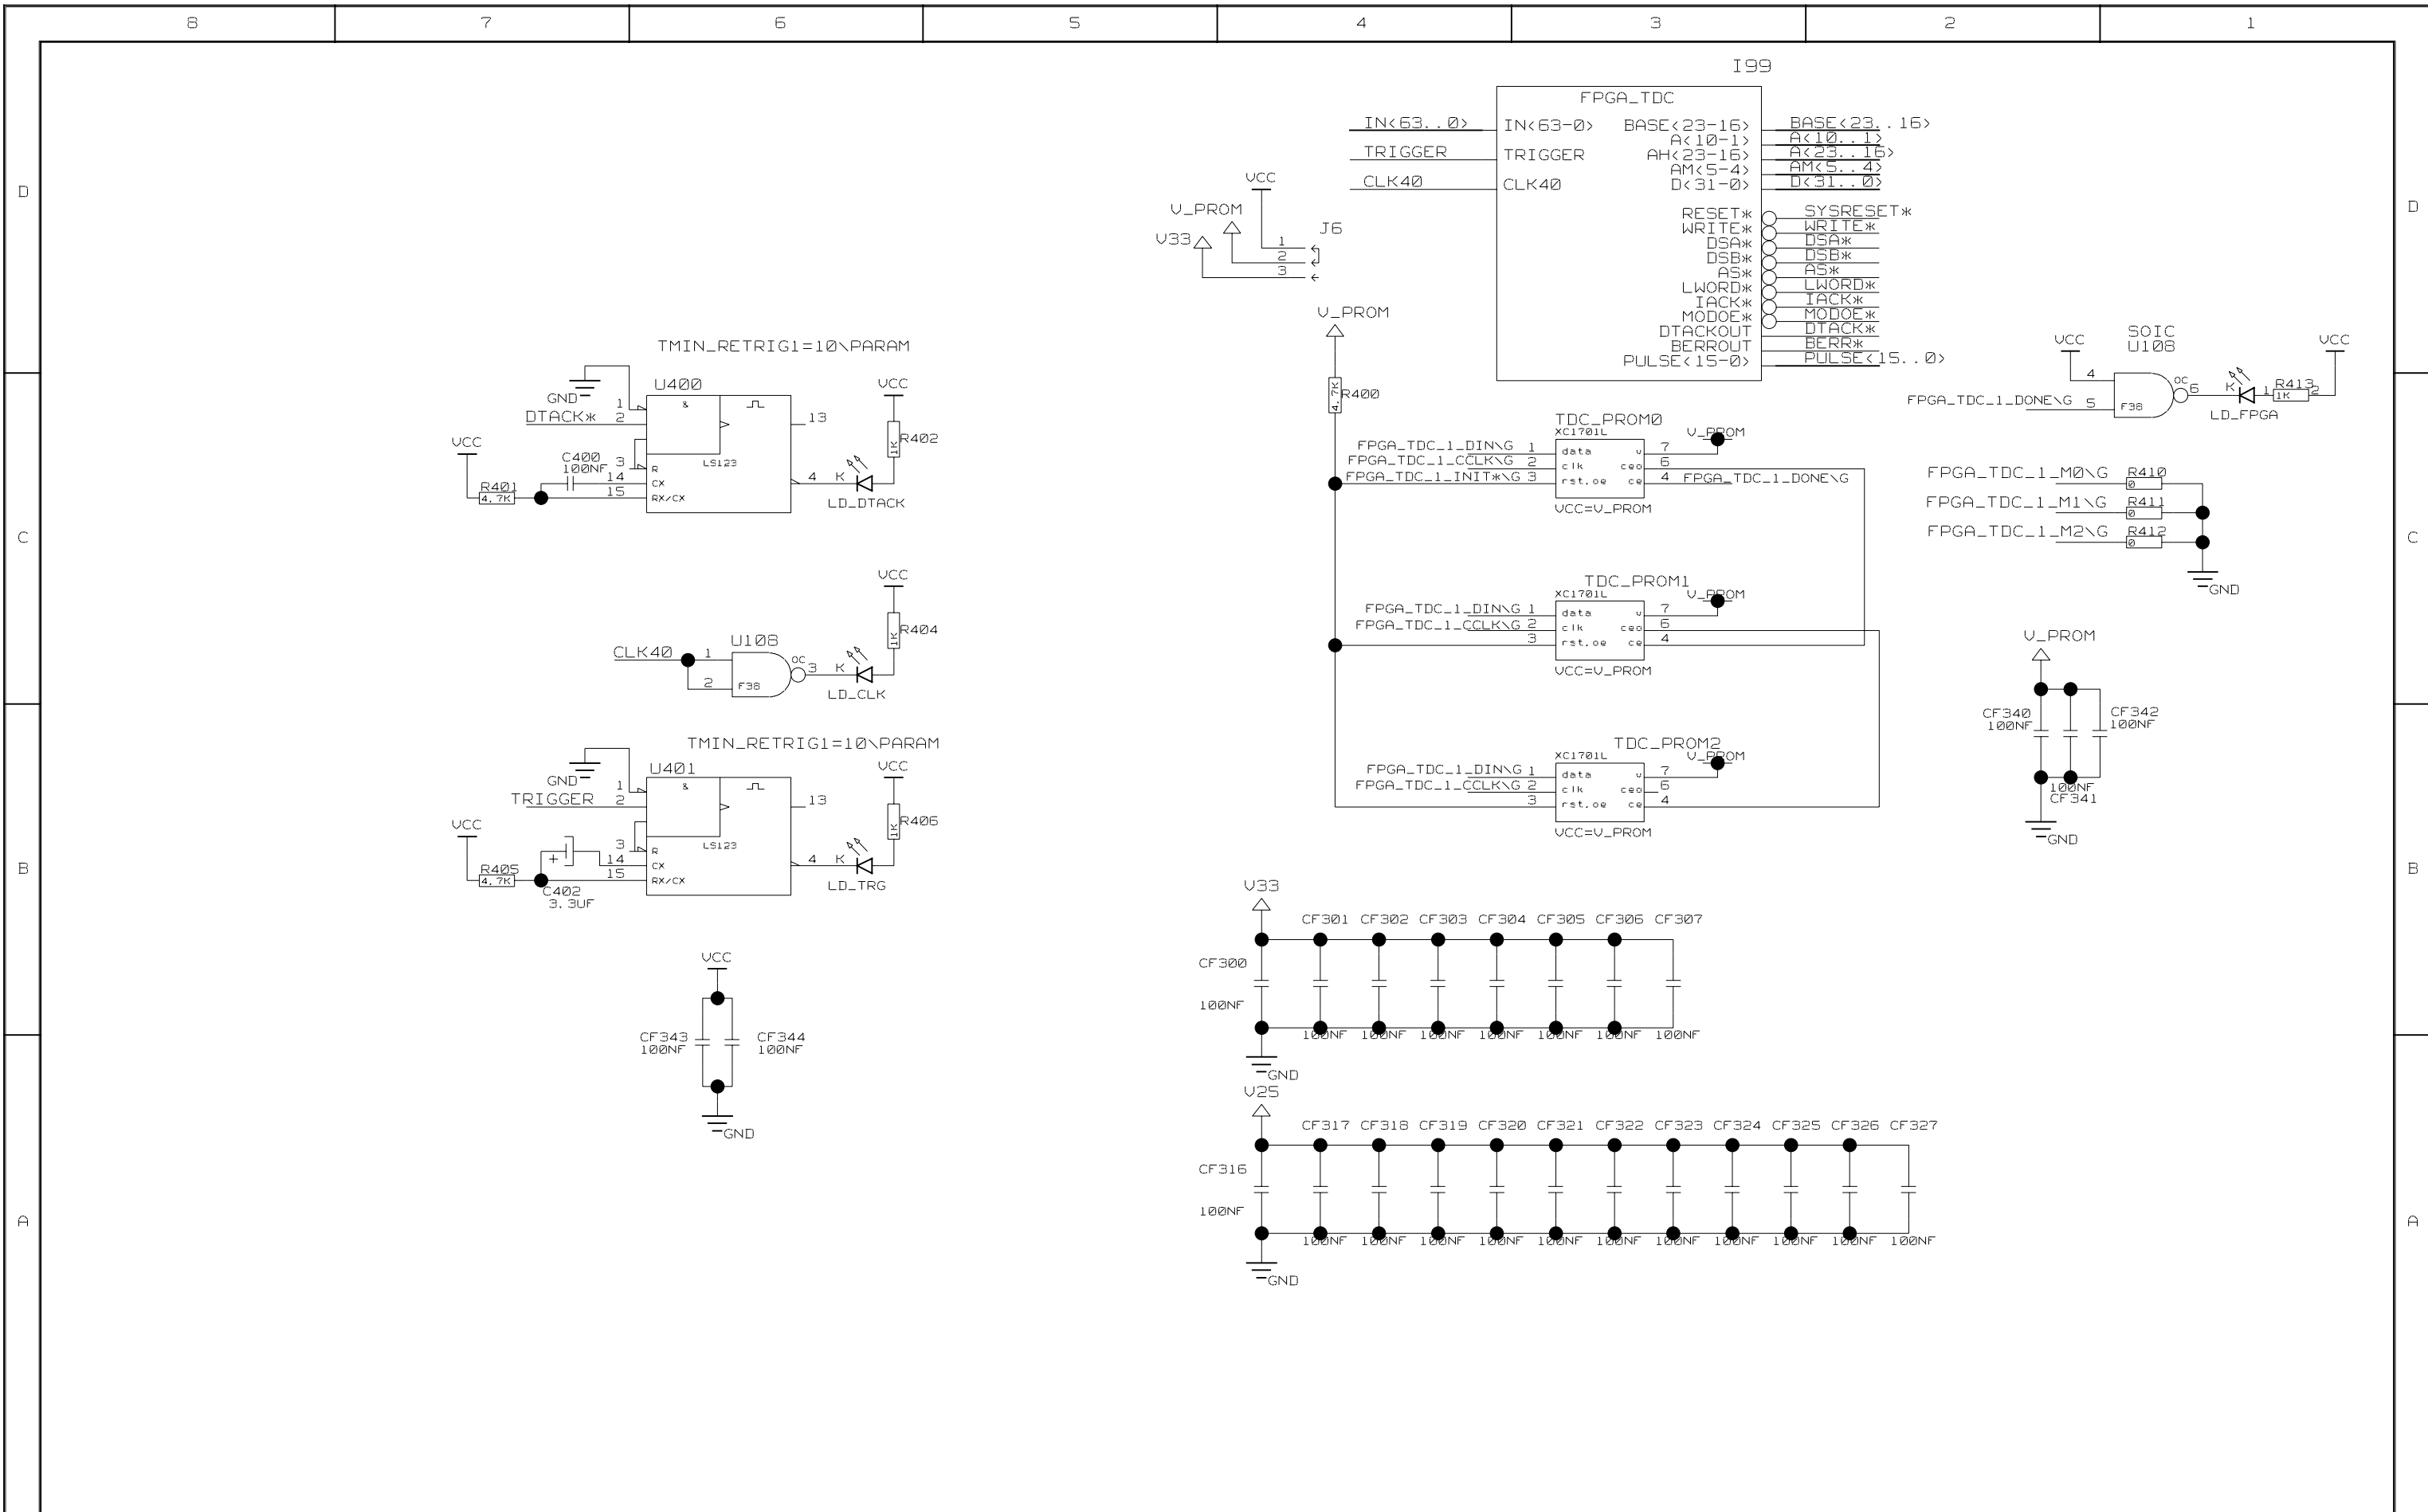 8 7 6 5 4 3 2 1
D
C
B
A
D
C
B
A
I99
FPGA_TDC
IN<63..0>
TRIGGER
CLK40
IN<63-0>
TRIGGER
CLK40
BASE<23-16>
A<10-1>
AH<23-16>
AM<5-4>
D<31-0>
RESET*
WRITE*
DSA*
DSB*
AS*
LWORD*
IACK*
MODOE*
DTACKOUT
BERROUT
PULSE<15-0>
BASE<23..16>
A<10..1>
A<23..16>
AM<5..4>
D<31..0>
SYSRESET*
WRITE*
DSA*
DSB*
AS*
LWORD*
IACK*
MODOE*
DTACK*
BERR*
PULSE<15..0>
VCC
V_PROM
V33
J6
1
2
3
V_PROM
4.7K
R400
TMIN_RETRIG1=10\PARAM
U400
GND
DTACK*
1
2
3
14
15
&
13
LS123
R
CX
RX/CX
4
VCC
R401
4.7K
C400
100NF
VCC
1K
R402
K
LD_DTACK
CLK40
U108
1
2
F38
OC
3
K
LD_CLK
VCC
1K
R404
TMIN_RETRIG1=10\PARAM
U401
GND
TRIGGER
1
2
3
14
15
&
13
LS123
R
CX
RX/CX
4
VCC
R405
4.7K
+
C402
3.3UF
VCC
1K
R406
K
LD_TRG
VCC
CF343
100NF
CF344
100NF
GND
TDC_PROM0
XC1701L
V_PROM
FPGA_TDC_1_DIN\G 1 data v 7
FPGA_TDC_1_CCLK\G 2 clk ceo 6
FPGA_TDC_1_INIT*\G 3 rst.oe ce 4 FPGA_TDC_1_DONE\G
VCC=V_PROM
TDC_PROM1
XC1701L
V_PROM
FPGA_TDC_1_DIN\G 1 data v 7
FPGA_TDC_1_CCLK\G 2 clk ceo 6
3 rst.oe ce 4
VCC=V_PROM
TDC_PROM2
XC1701L
V_PROM
FPGA_TDC_1_DIN\G 1 data v 7
FPGA_TDC_1_CCLK\G 2 clk ceo 6
3 rst.oe ce 4
VCC=V_PROM
VCC
SOIC
U108
VCC
4
FPGA_TDC_1_DONE\G 5
F38
OC
6
K
1
R413
1K
2
LD_FPGA
FPGA_TDC_1_M0\G R410
0
FPGA_TDC_1_M1\G R411
0
FPGA_TDC_1_M2\G R412
0
GND
V_PROM
CF340
100NF
CF342
100NF
100NF
CF341
GND
V33
CF301 CF302 CF303 CF304 CF305 CF306 CF307
CF300
100NF
100NF 100NF 100NF 100NF 100NF 100NF 100NF
GND
V25
CF317 CF318 CF319 CF320 CF321 CF322 CF323 CF324 CF325 CF326 CF327
CF316
100NF
100NF 100NF 100NF 100NF 100NF 100NF 100NF 100NF 100NF 100NF 100NF
GND